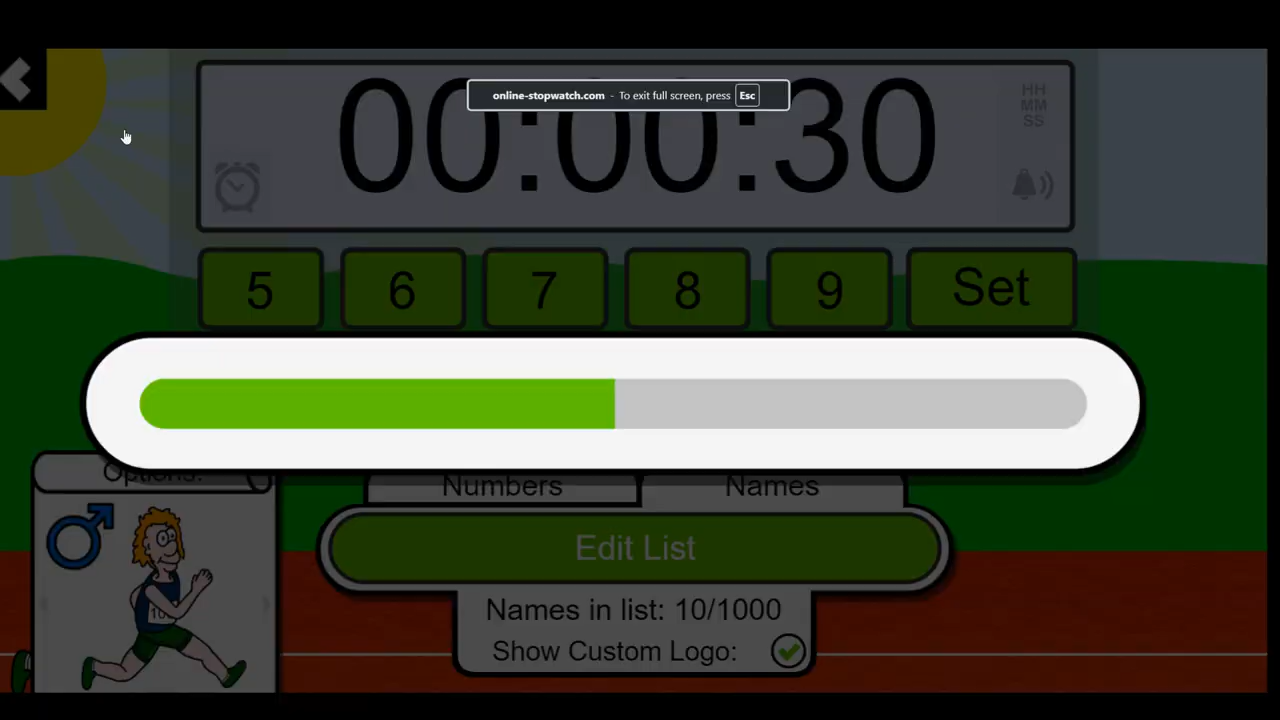 online-stopwatch.com - To exit full screen, press Esc
00:00:30
HH
MM
SS
5 6 7 8 9 Set
Options:
Numbers Names
Edit List
Names in list: 10/1000
Show Custom Logo: